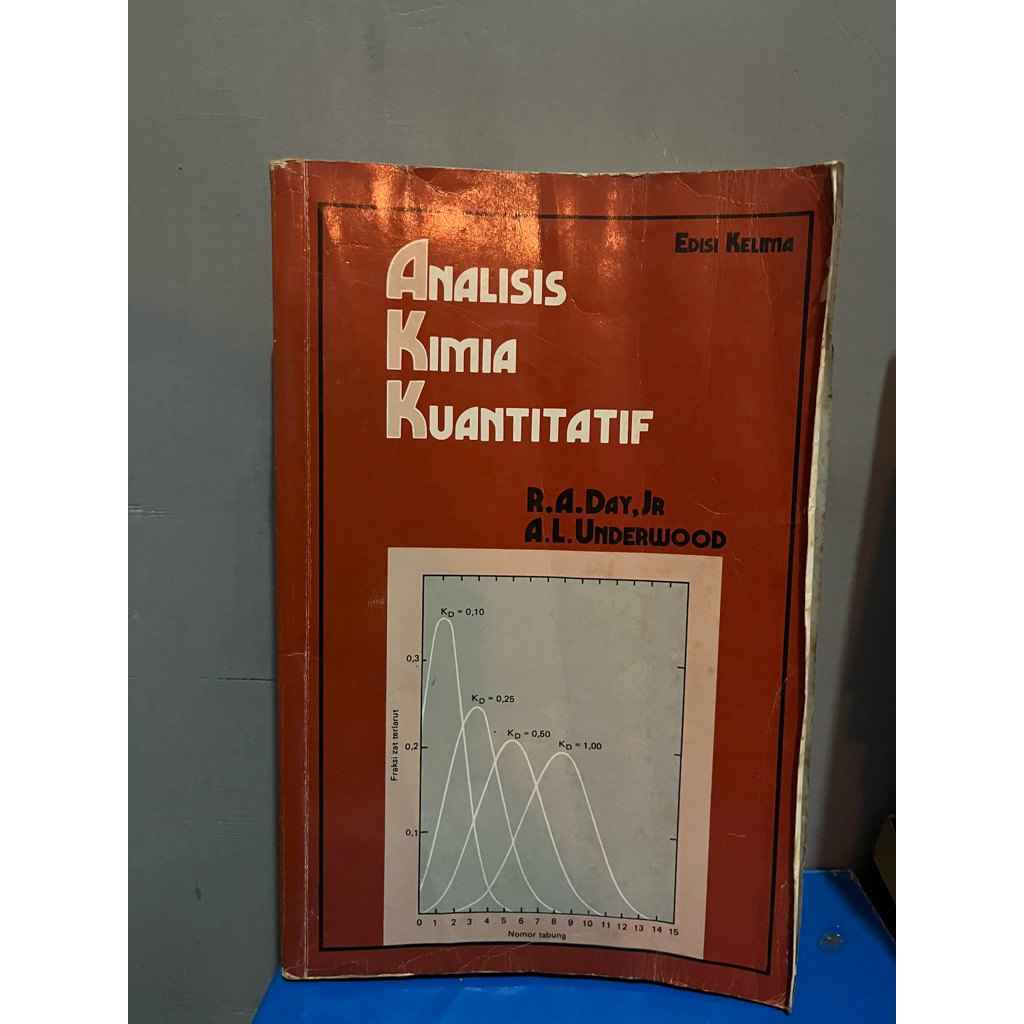 EDISI KELIMA
ANALISIS
KIMIA
KUANTITATIF
R.A.DAY,JR
A.L.UNDERWOOD
KD = 0,10
KD = 0,25
KD = 0,50
KD = 1,00
0,3
0,2
0,1
Fraksi zat terlarut
0 1 2 3 4 5 6 7 8 9 10 11 12 13 14 15
Nomor tabung